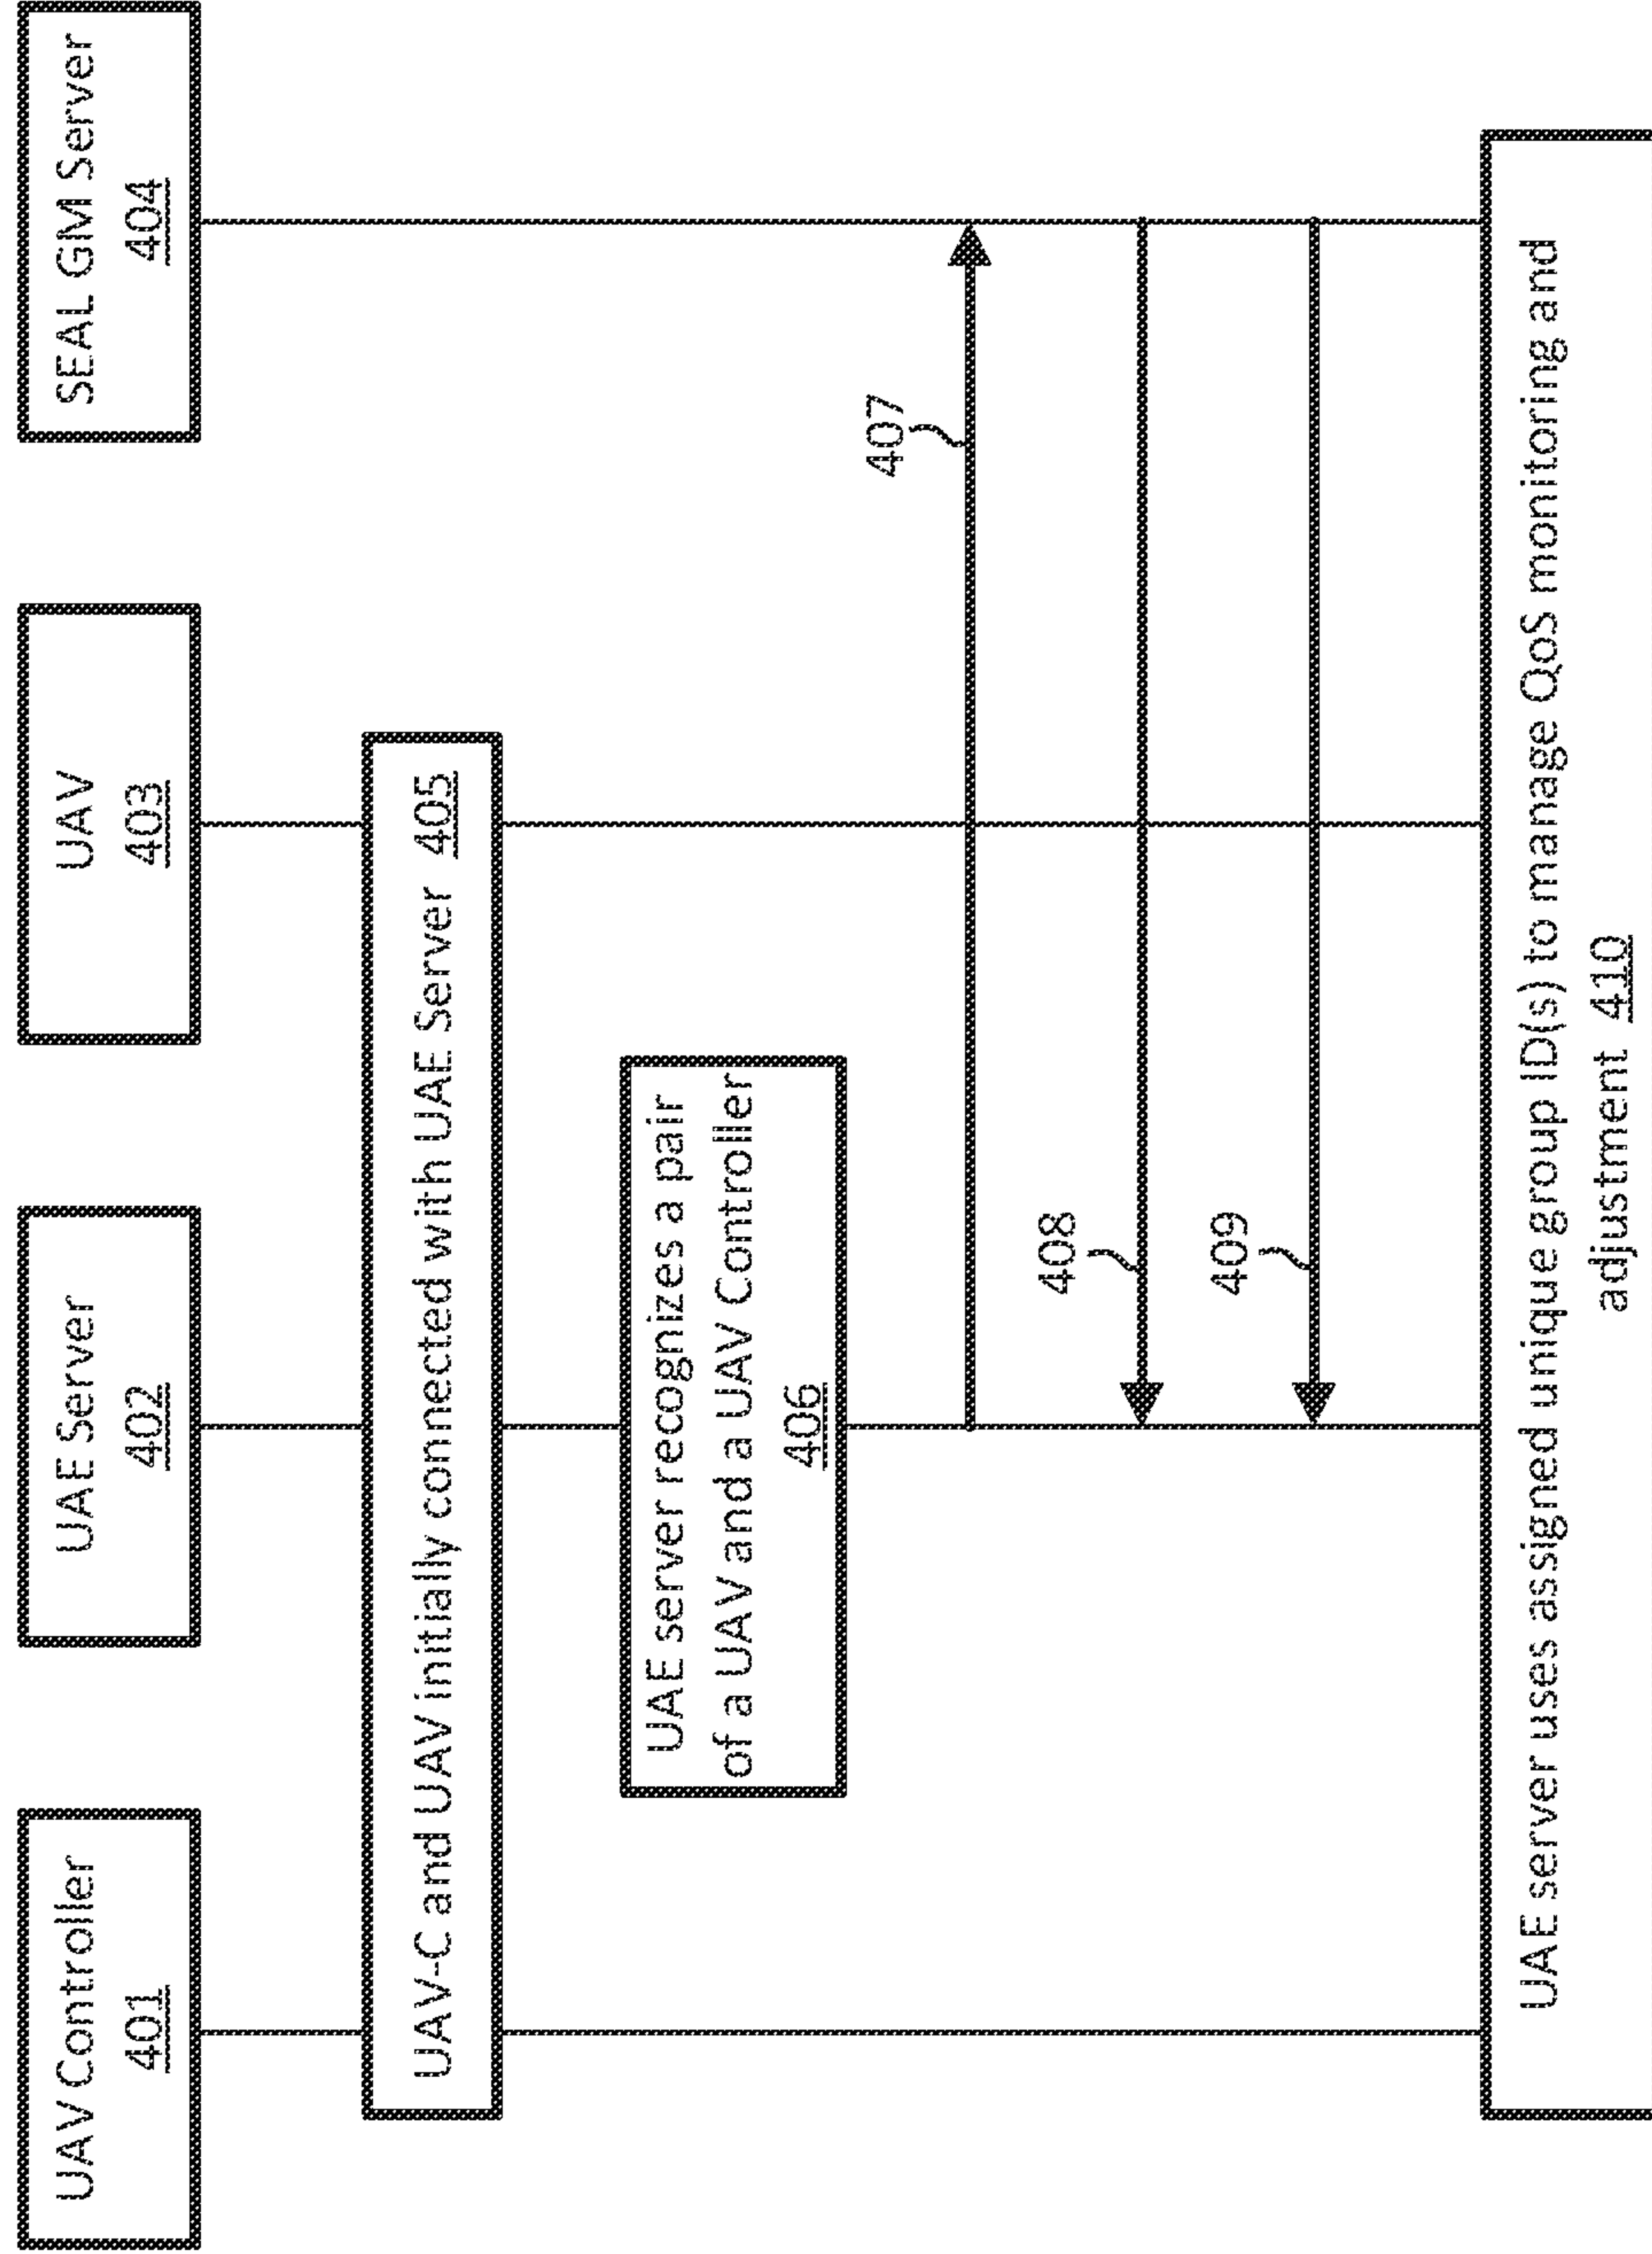 UAV Controller
401
UAE Server
402
UAV
403
SEAL GM Server
404
UAV-C and UAV initially connected with UAE Server 405
UAE server recognizes a pair
of a UAV and a UAV Controller
406
407
408
409
UAE server uses assigned unique group ID(s) to manage QoS monitoring and
adjustment 410